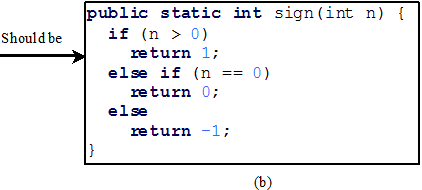 public static int sign(int n) {
Should be
  if (n > 0)
    return 1;
  else if (n == 0)
    return 0;
  else
    return -1;
}
(b)